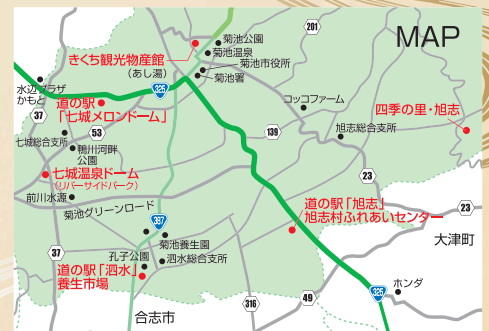 MAP
201
菊池公園
菊池温泉
菊池市役所
菊池署
きくち観光物産館
(あし湯)
水辺プラザ
かもと
325
道の駅
「七城メロンドーム」
コッコファーム
四季の里・旭志
37
53
139
七城総合支所
鴨川河畔
公園
旭志総合支所
七城温泉ドーム
(リバーサイドパーク)
23
前川水源
菊池グリーンロード
道の駅「旭志」
旭志村ふれあいセンター
23
387
大津町
37
菊池養生園
孔子公園
泗水総合支所
道の駅「泗水」
養生市場
ホンダ
325
49
316
合志市